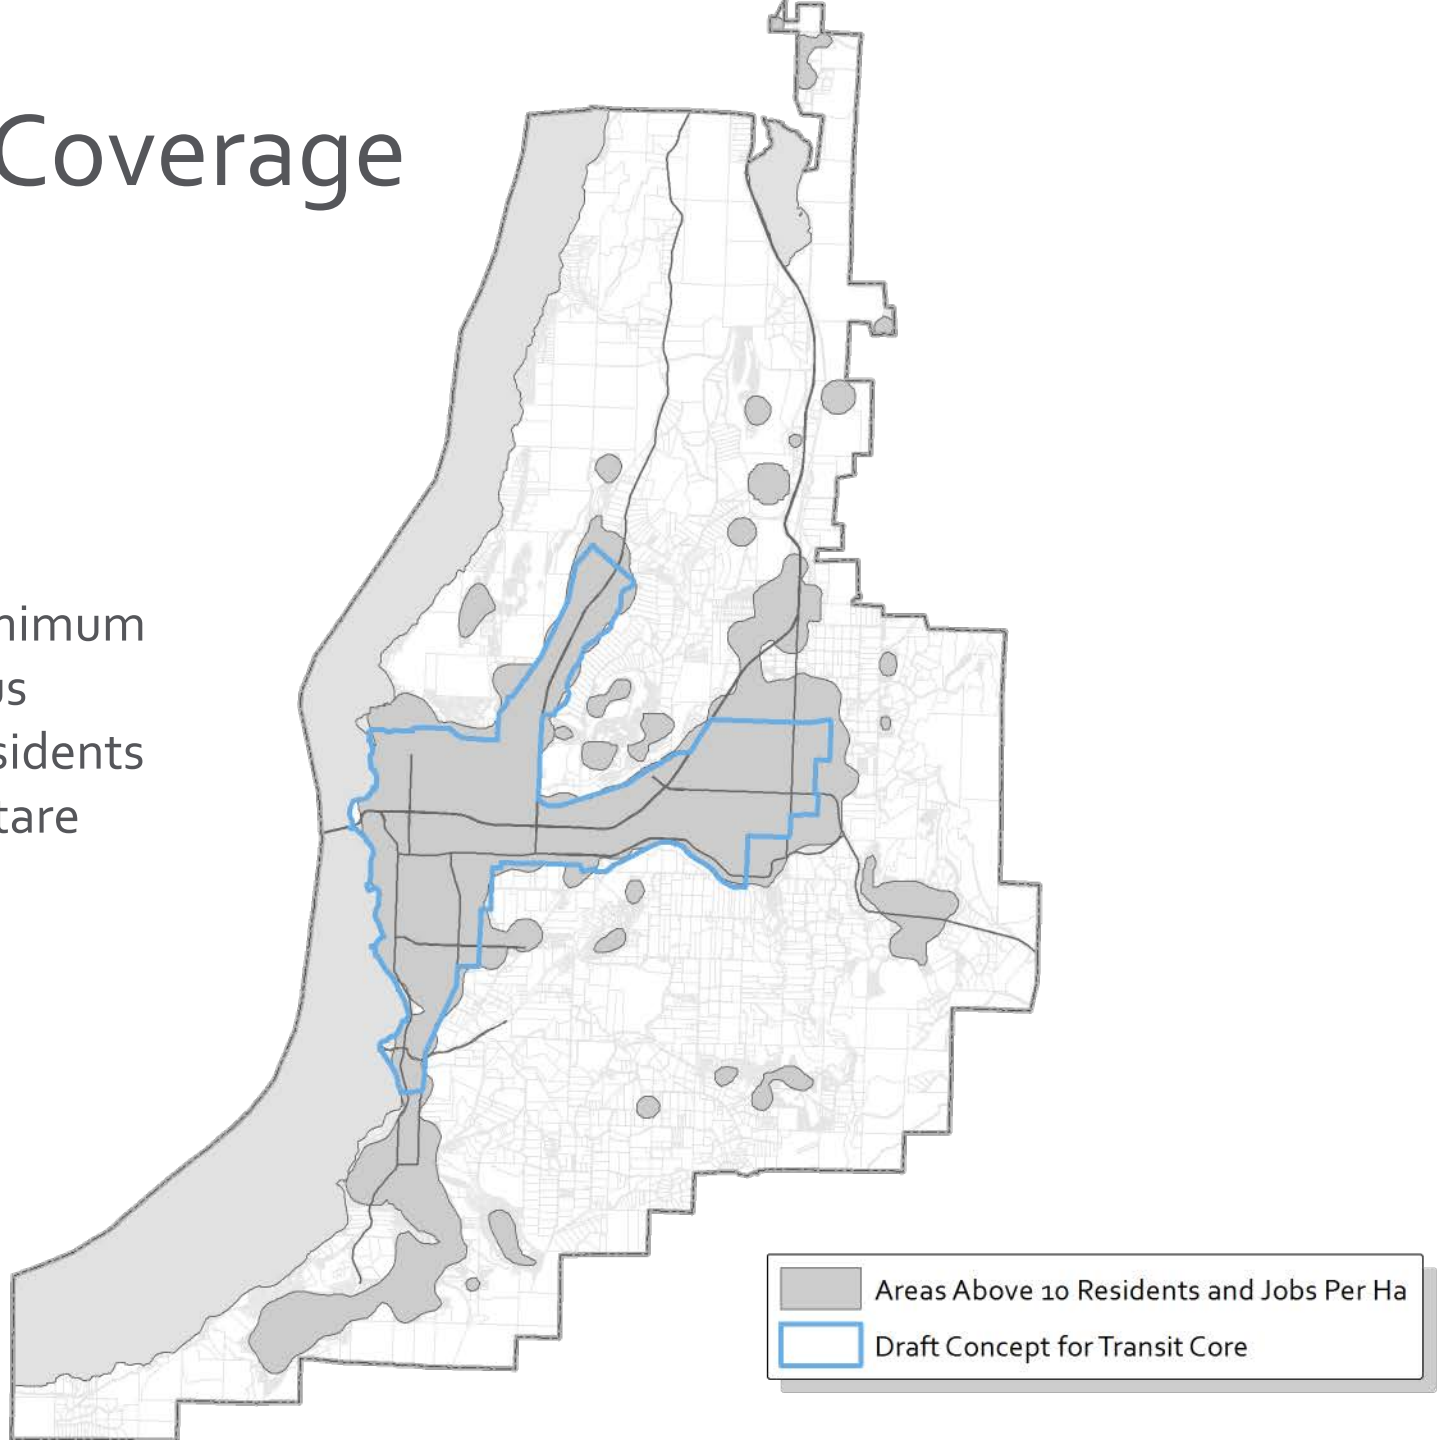 Coverage
nimum
us
sidents
tare
Areas Above 10 Residents and Jobs Per Ha
Draft Concept for Transit Core